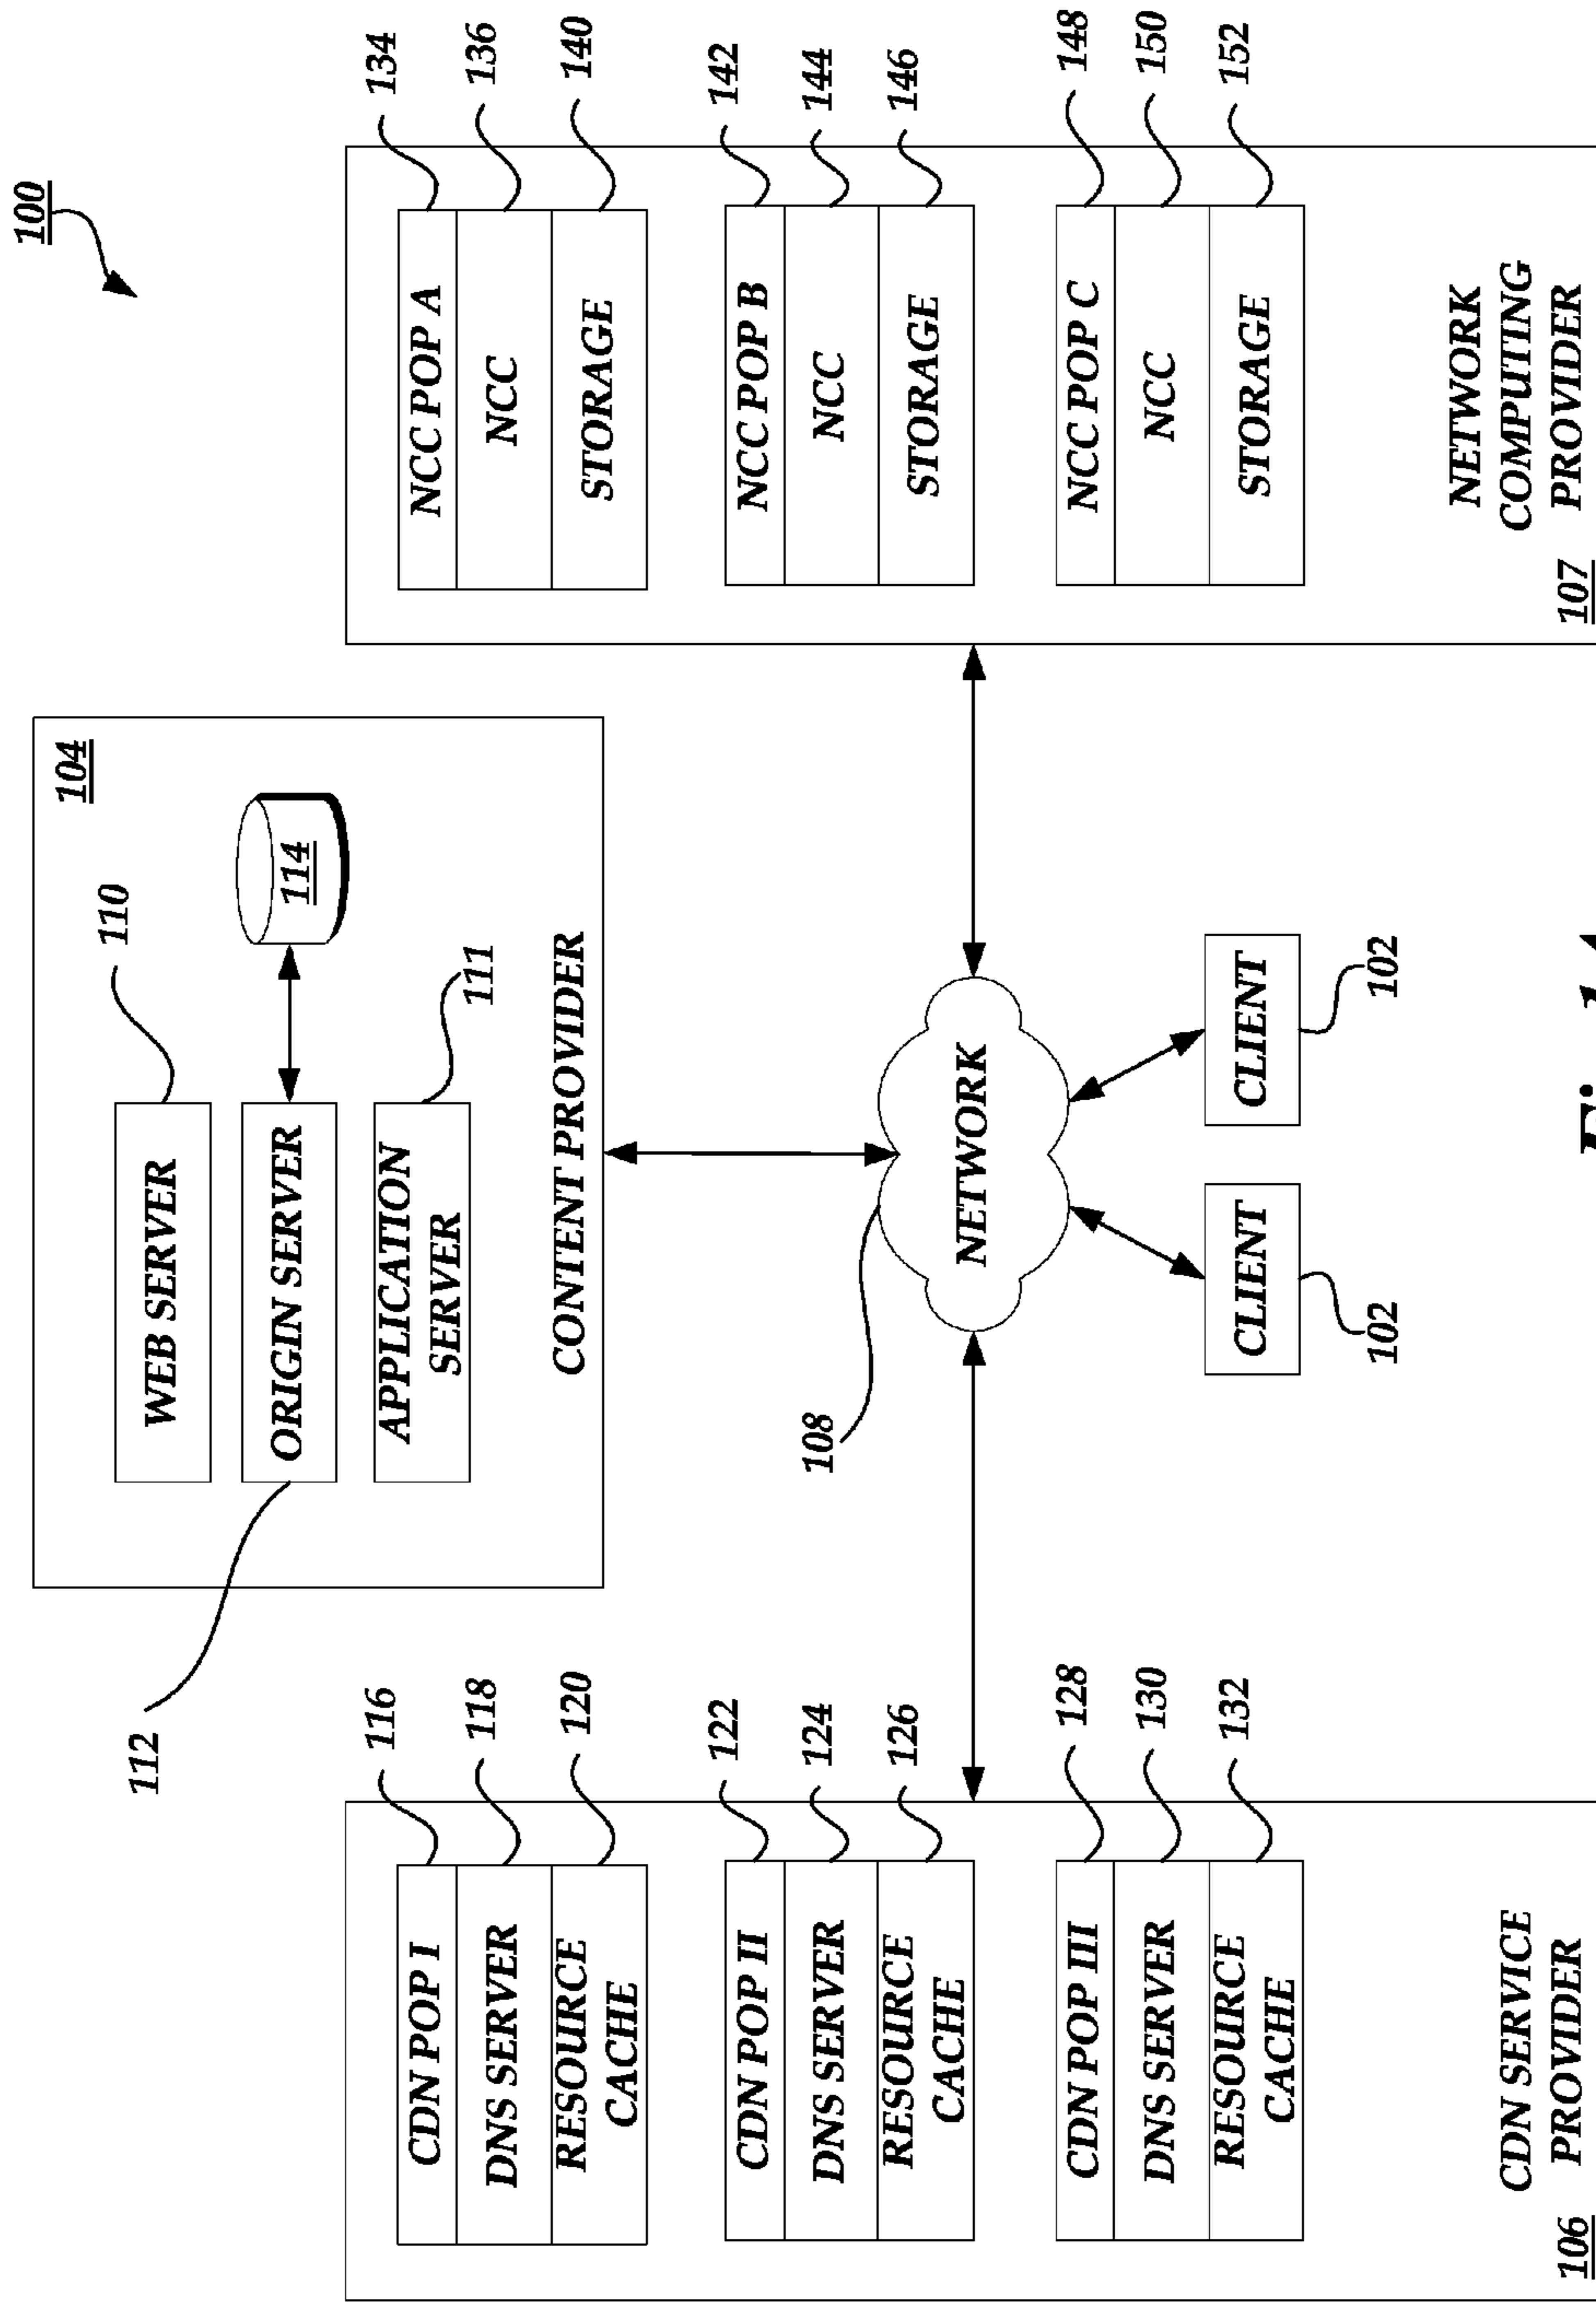 100
104
110
WEB SERVER
ORIGIN SERVER
114
112
APPLICATION
SERVER
111
CONTENT PROVIDER
116
CDN POP I
118
DNS SERVER
120
RESOURCE
CACHE
122
CDN POP II
124
DNS SERVER
126
RESOURCE
CACHE
128
CDN POP III
130
DNS SERVER
132
RESOURCE
CACHE
CDN SERVICE
PROVIDER
106
108
NETWORK
CLIENT
CLIENT
102
102
134
NCC POP A
136
NCC
140
STORAGE
142
NCC POP B
144
NCC
146
STORAGE
148
NCC POP C
150
NCC
152
STORAGE
NETWORK
COMPUTING
PROVIDER
107